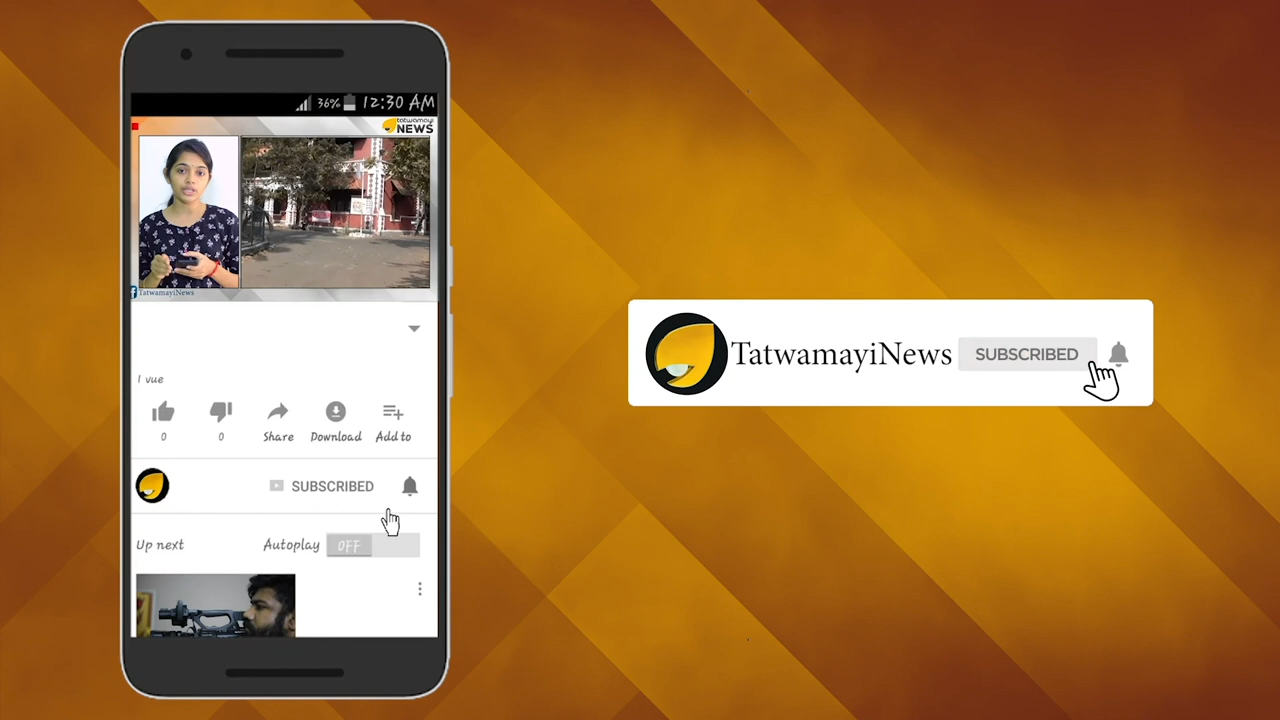 36% 12:30 AM
tatwamayi
NEWS
TatwamayiNews
1 vue
0 0 Share Download Add to
SUBSCRIBED
Up next Autoplay OFF
TatwamayiNews SUBSCRIBED